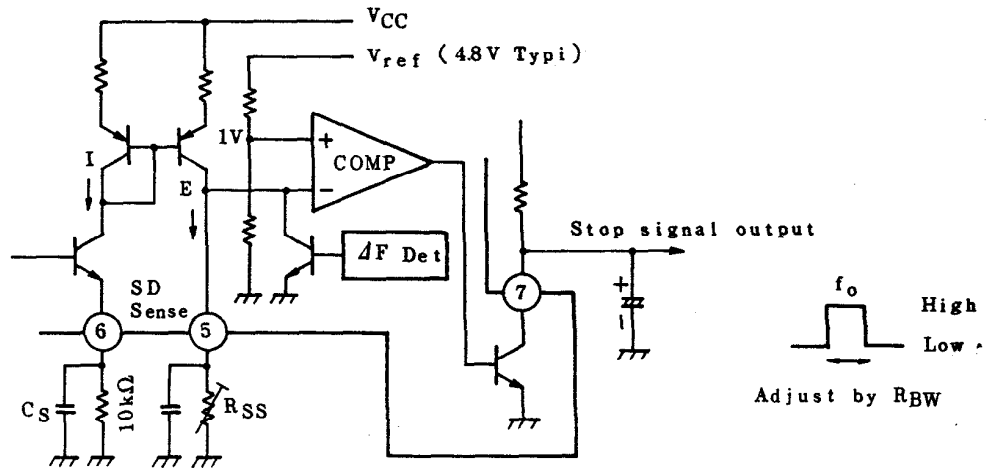 VCC
Vref (4.8V Typi)
1V
+
COMP
−
I
E
ΔF Det
Stop signal output
SD
Sense
6
5
7
+
−
fo
High
Low
Adjust by RBW
CS
10kΩ
RSS